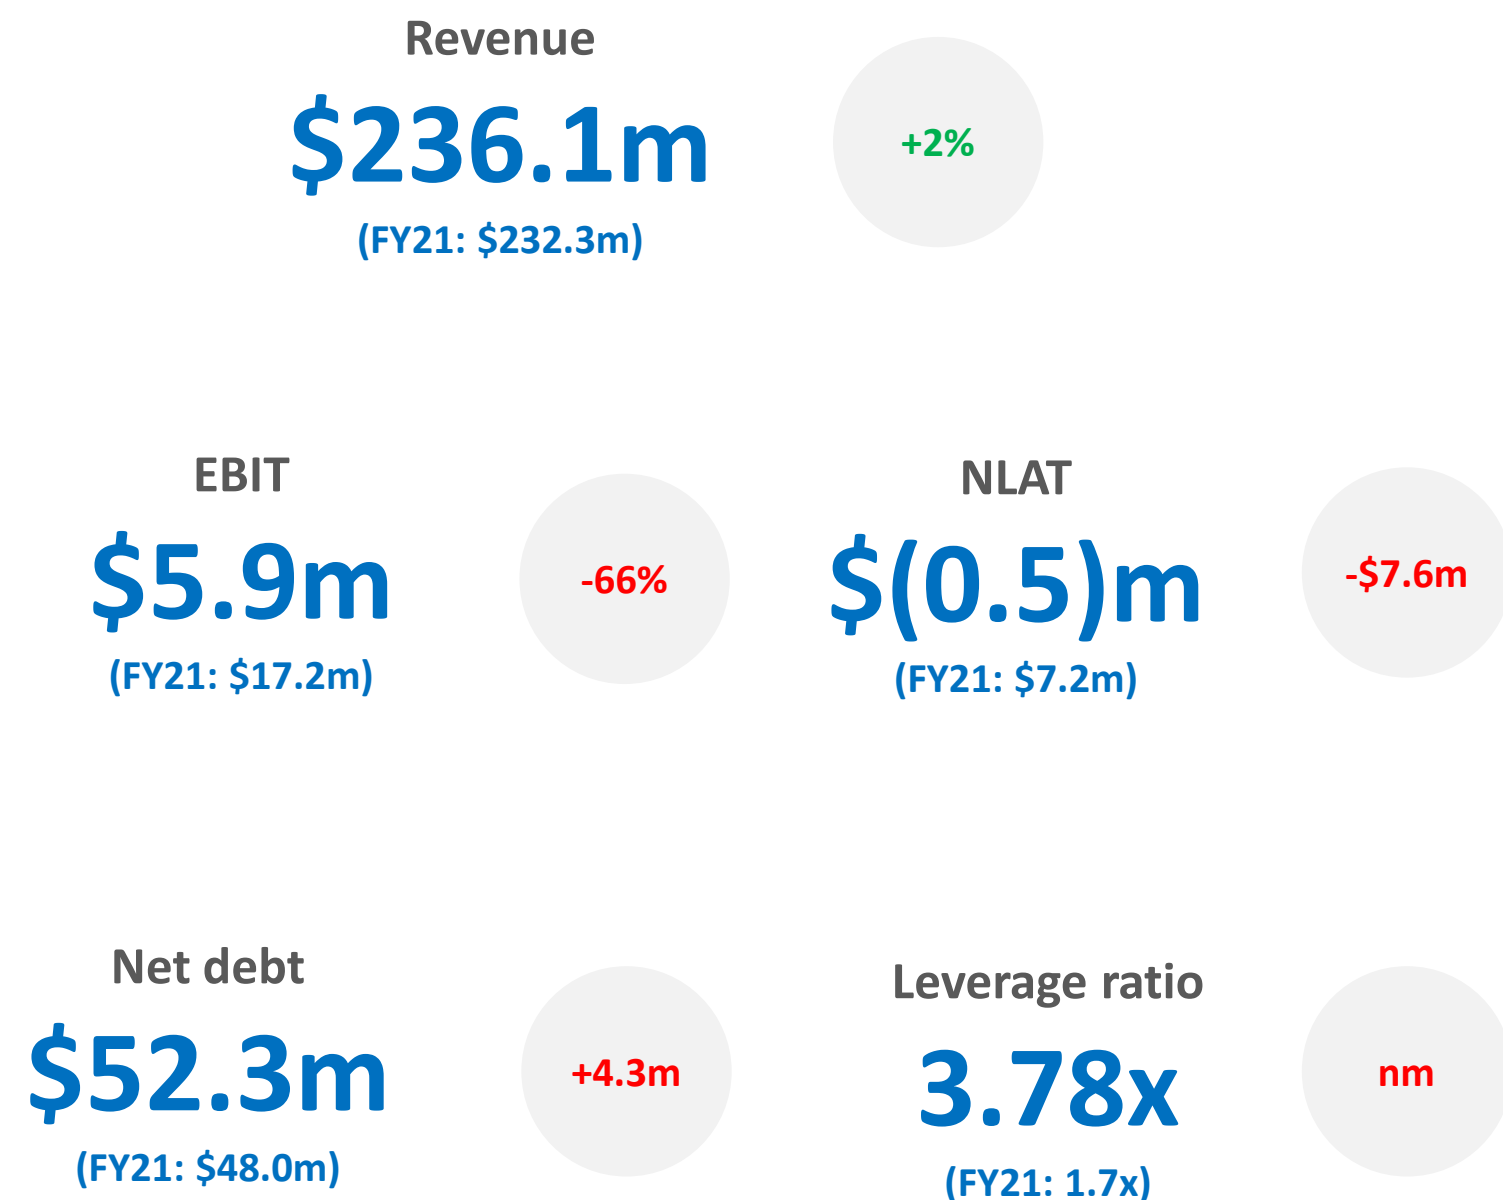 Revenue
$236.1m
(FY21: $232.3m)
+2%
EBIT
$5.9m
(FY21: $17.2m)
-66%
NLAT
$(0.5)m
(FY21: $7.2m)
-$7.6m
Net debt
$52.3m
(FY21: $48.0m)
+4.3m
Leverage ratio
3.78x
(FY21: 1.7x)
nm